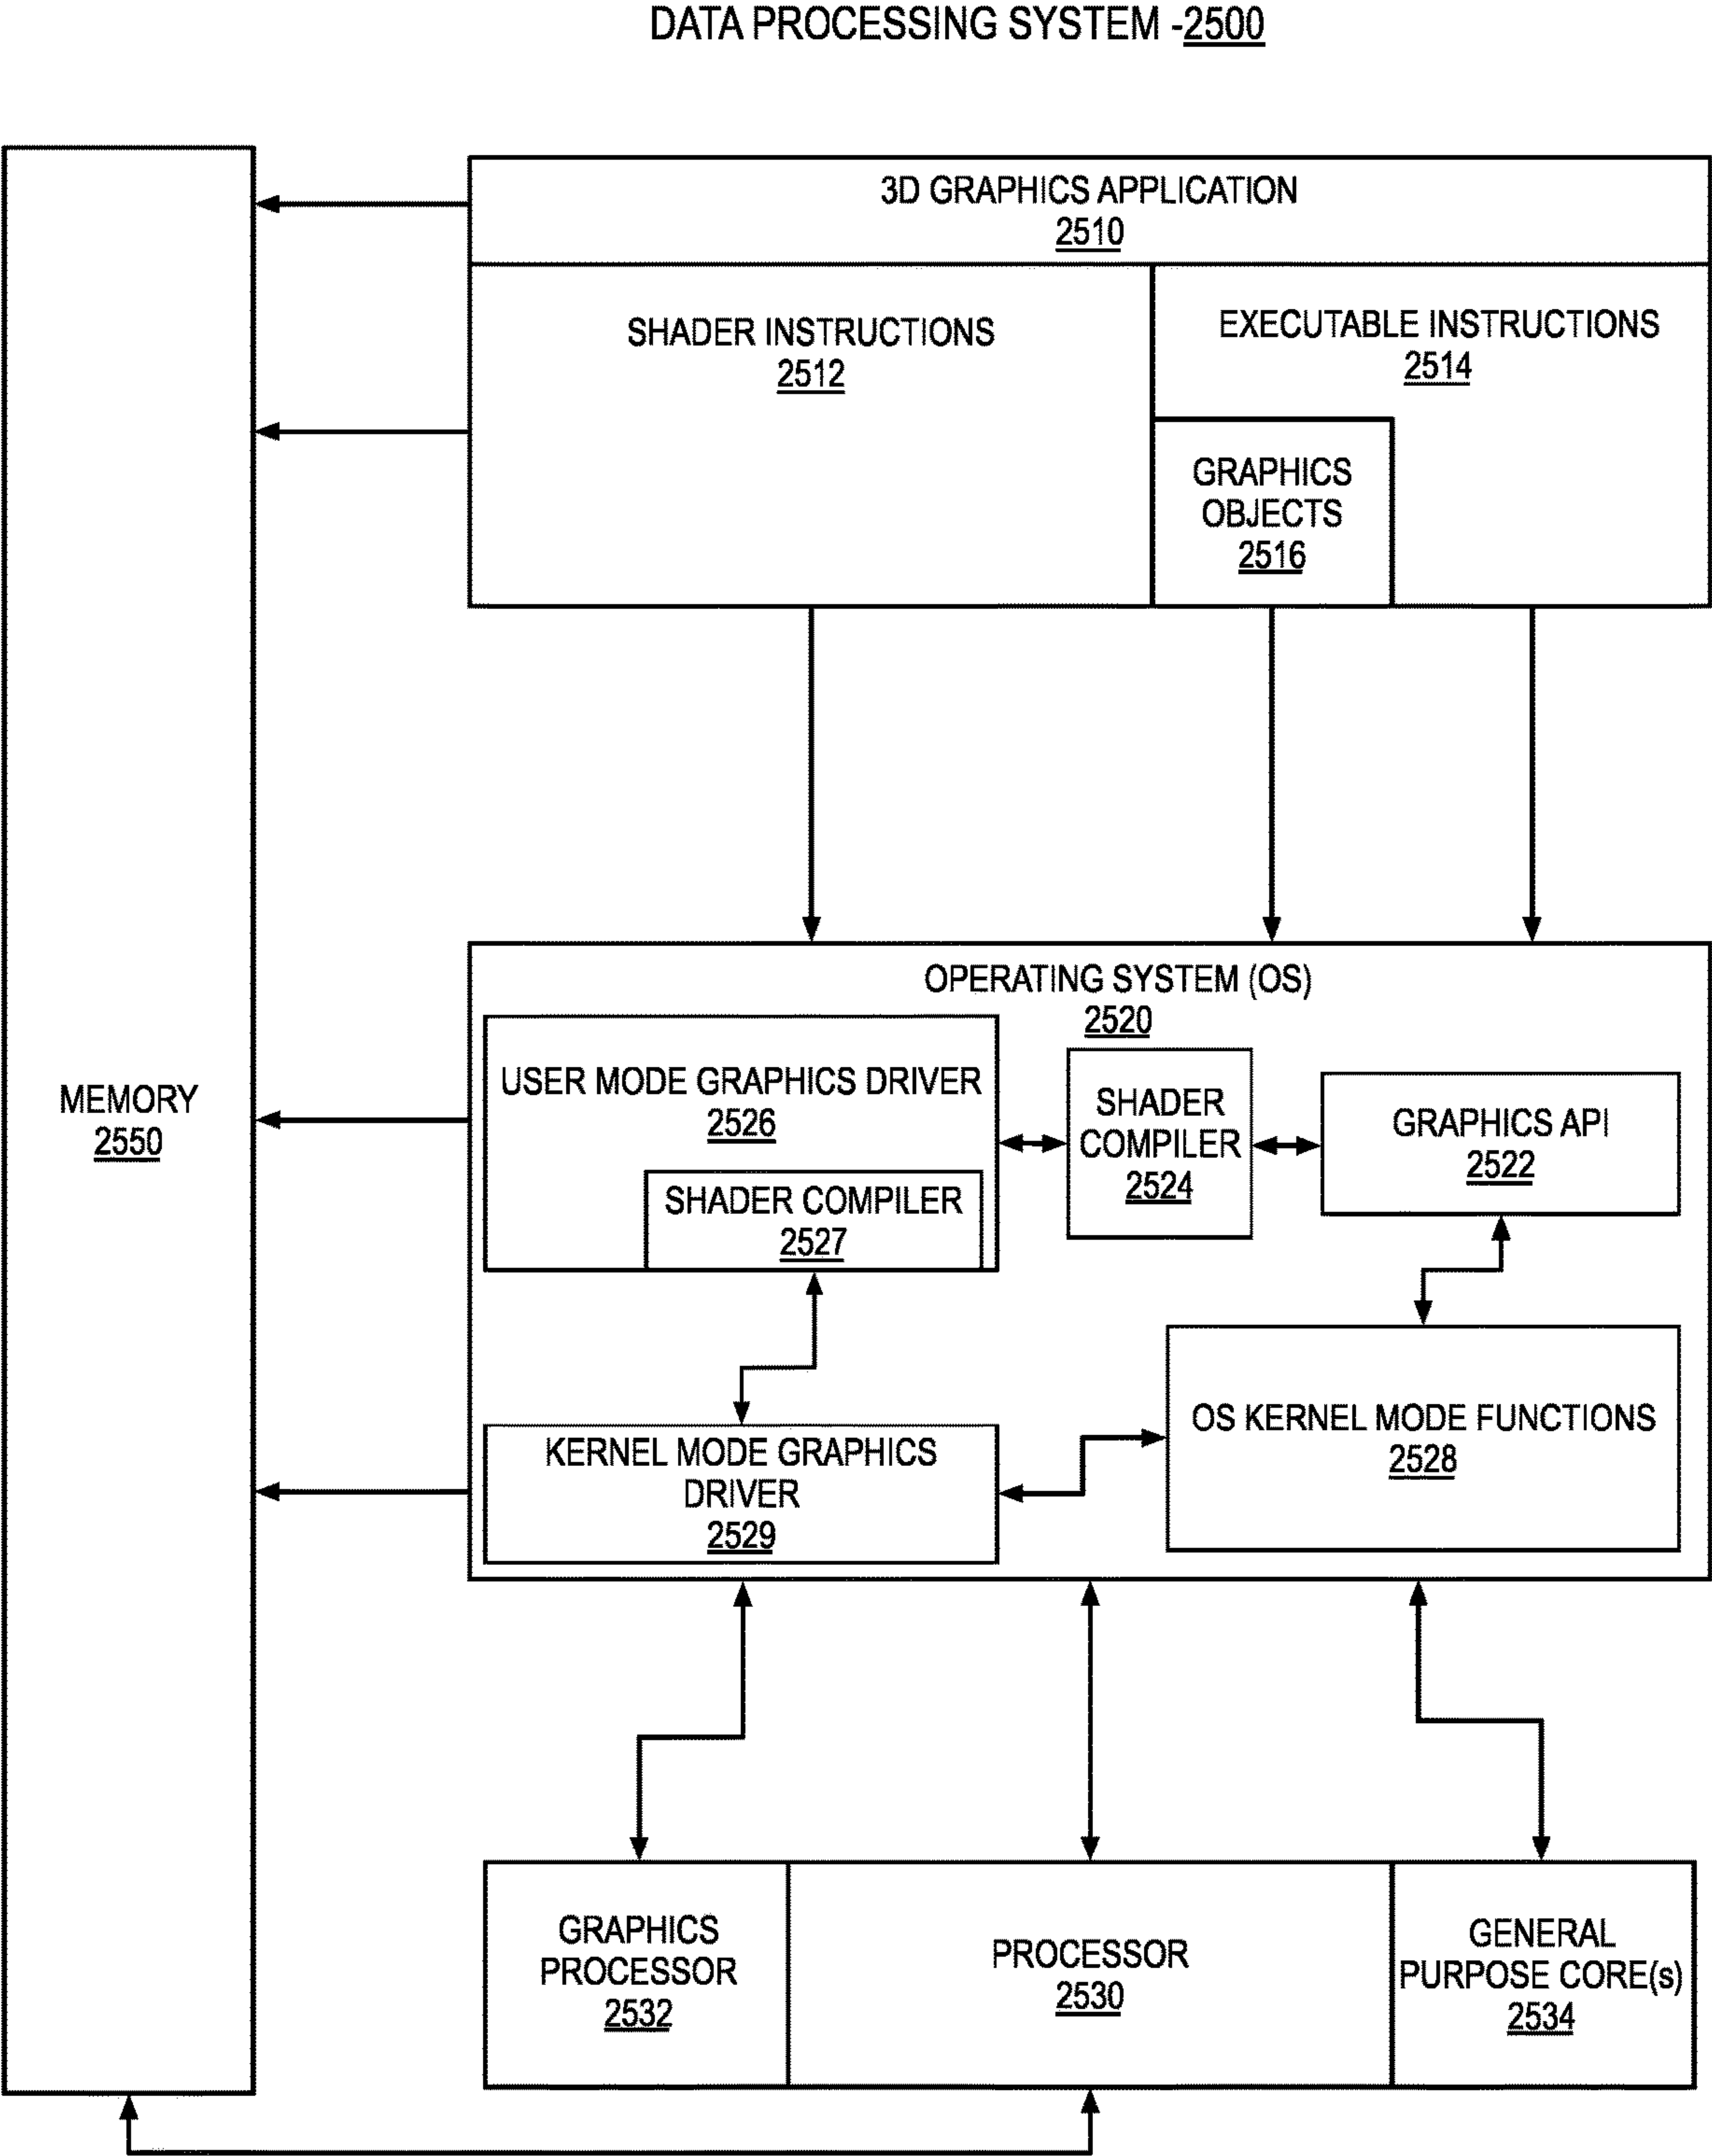 DATA PROCESSING SYSTEM -2500
3D GRAPHICS APPLICATION
2510
SHADER INSTRUCTIONS
2512
EXECUTABLE INSTRUCTIONS
2514
GRAPHICS
OBJECTS
2516
MEMORY
2550
OPERATING SYSTEM (OS)
2520
USER MODE GRAPHICS DRIVER
2526
SHADER COMPILER
2527
SHADER
COMPILER
2524
GRAPHICS API
2522
KERNEL MODE GRAPHICS
DRIVER
2529
OS KERNEL MODE FUNCTIONS
2528
GRAPHICS
PROCESSOR
2532
PROCESSOR
2530
GENERAL
PURPOSE CORE(s)
2534